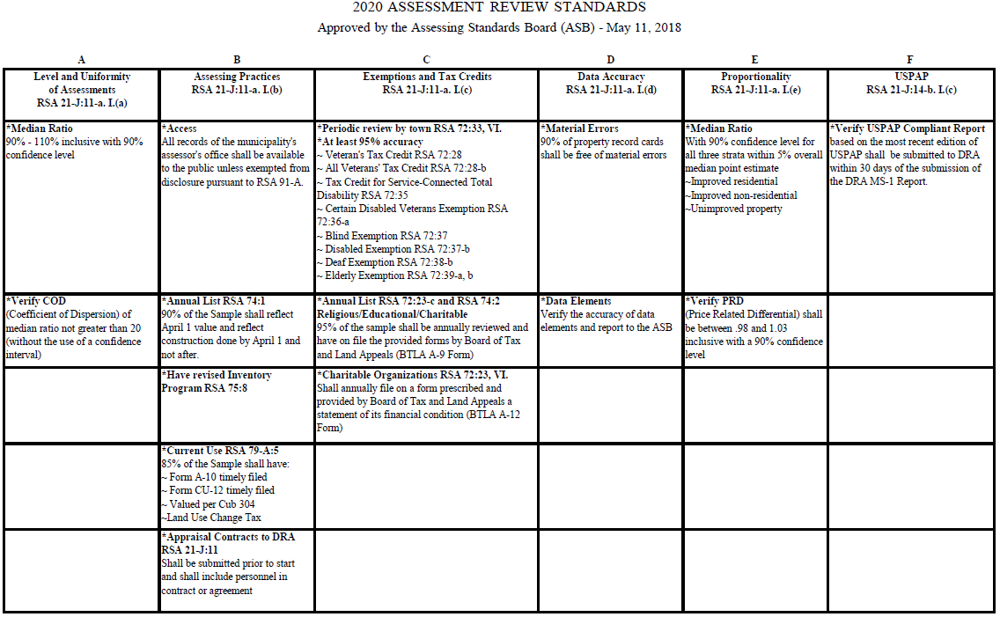 2020 ASSESSMENT REVIEW STANDARDS
Approved by the Assessing Standards Board (ASB) - May 11, 2018
A
B
C
D
E
F
Level and Uniformity
of Assessments
RSA 21-J:11-a. I.(a)
Assessing Practices
RSA 21-J:11-a. I.(b)
Exemptions and Tax Credits
RSA 21-J:11-a. I.(c)
Data Accuracy
RSA 21-J:11-a. I.(d)
Proportionality
RSA 21-J:11-a. I.(e)
USPAP
RSA 21-J:14-b. I.(c)
*Median Ratio
90% - 110% inclusive with 90%
confidence level
*Access
All records of the municipality's
assessor's office shall be available
to the public unless exempted from
disclosure pursuant to RSA 91-A.
*Periodic review by town RSA 72:33, VI.
*At least 95% accuracy
~ Veteran's Tax Credit RSA 72:28
~ All Veterans' Tax Credit RSA 72:28-b
~ Tax Credit for Service-Connected Total
Disability RSA 72:35
~ Certain Disabled Veterans Exemption RSA
72:36-a
~ Blind Exemption RSA 72:37
~ Disabled Exemption RSA 72:37-b
~ Deaf Exemption RSA 72:38-b
~ Elderly Exemption RSA 72:39-a, b
*Material Errors
90% of property record cards
shall be free of material errors
*Median Ratio
With 90% confidence level for
all three strata within 5% overall
median point estimate
~Improved residential
~Improved non-residential
~Unimproved property
*Verify USPAP Compliant Report
based on the most recent edition of
USPAP shall  be submitted to DRA
within 30 days of the submission of
the DRA MS-1 Report.
*Verify COD
(Coefficient of Dispersion) of
median ratio not greater than 20
(without the use of a confidence
interval)
*Annual List RSA 74:1
90% of the Sample shall reflect
April 1 value and reflect
construction done by April 1 and
not after.
*Annual List RSA 72:23-c and RSA 74:2
Religious/Educational/Charitable
95% of the sample shall be annually reviewed and
have on file the provided forms by Board of Tax
and Land Appeals (BTLA A-9 Form)
*Data Elements
Verify the accuracy of data
elements and report to the ASB
*Verify PRD
(Price Related Differential) shall
be between .98 and 1.03
inclusive with a 90% confidence
level
*Have revised Inventory
Program RSA 75:8
*Charitable Organizations RSA 72:23, VI.
Shall annually file on a form prescribed and
provided by Board of Tax and Land Appeals a
statement of its financial condition (BTLA A-12
Form)
*Current Use RSA 79-A:5
85% of the Sample shall have:
~ Form A-10 timely filed
~ Form CU-12 timely filed
~ Valued per Cub 304
~Land Use Change Tax
*Appraisal Contracts to DRA
RSA 21-J:11
Shall be submitted prior to start
and shall include personnel in
contract or agreement